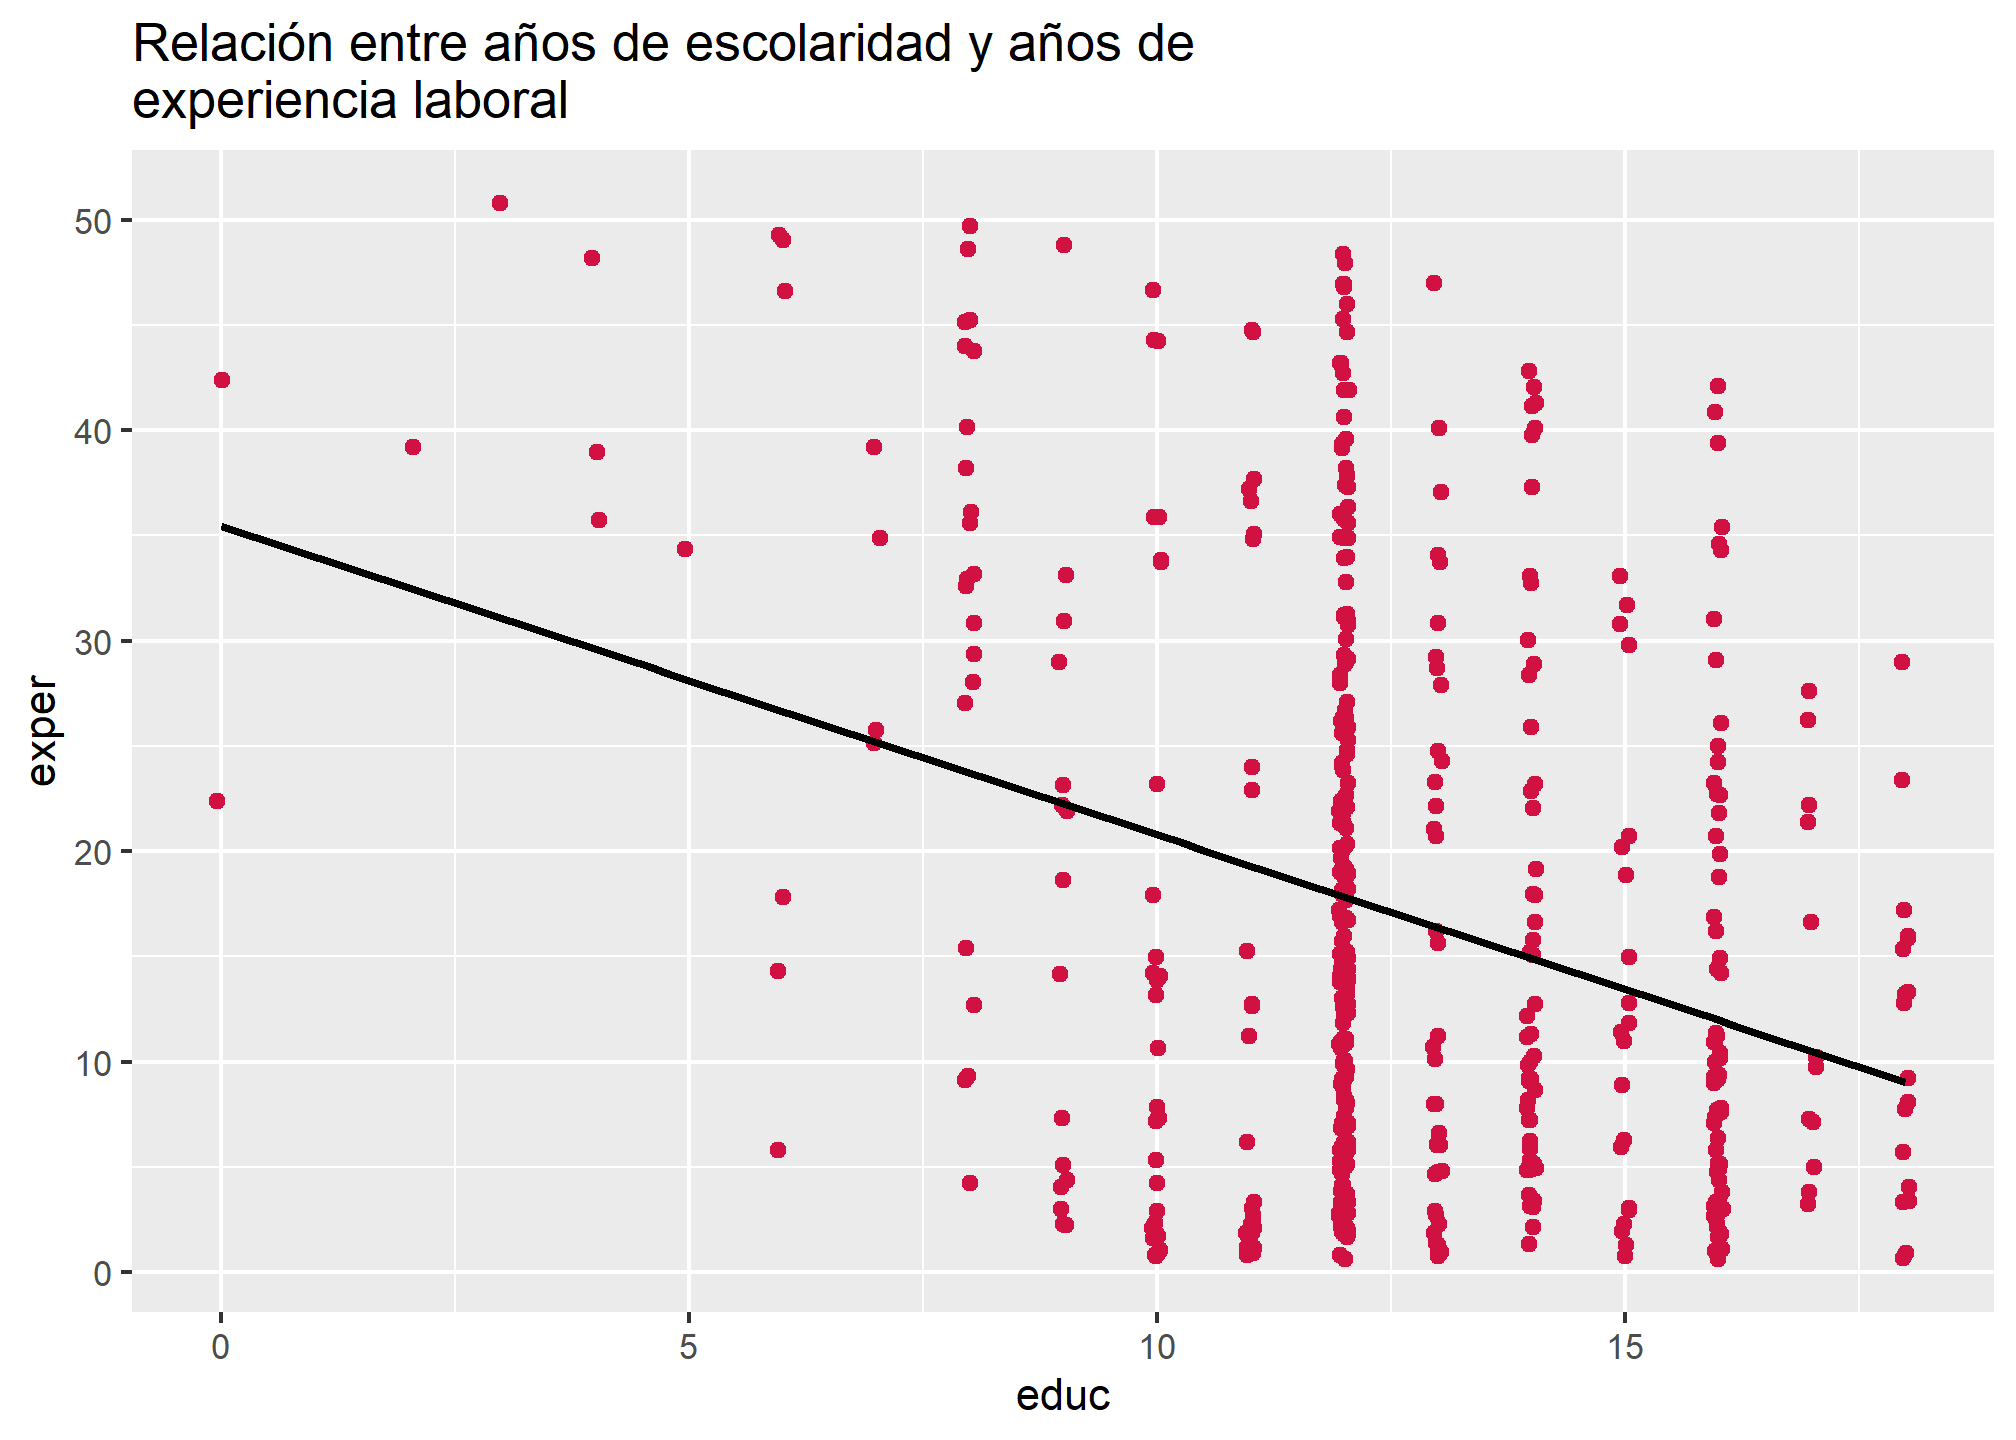 Relación entre años de escolaridad y años de
experiencia laboral
50
40
30
20
10
0
exper
0 5 10 15
educ